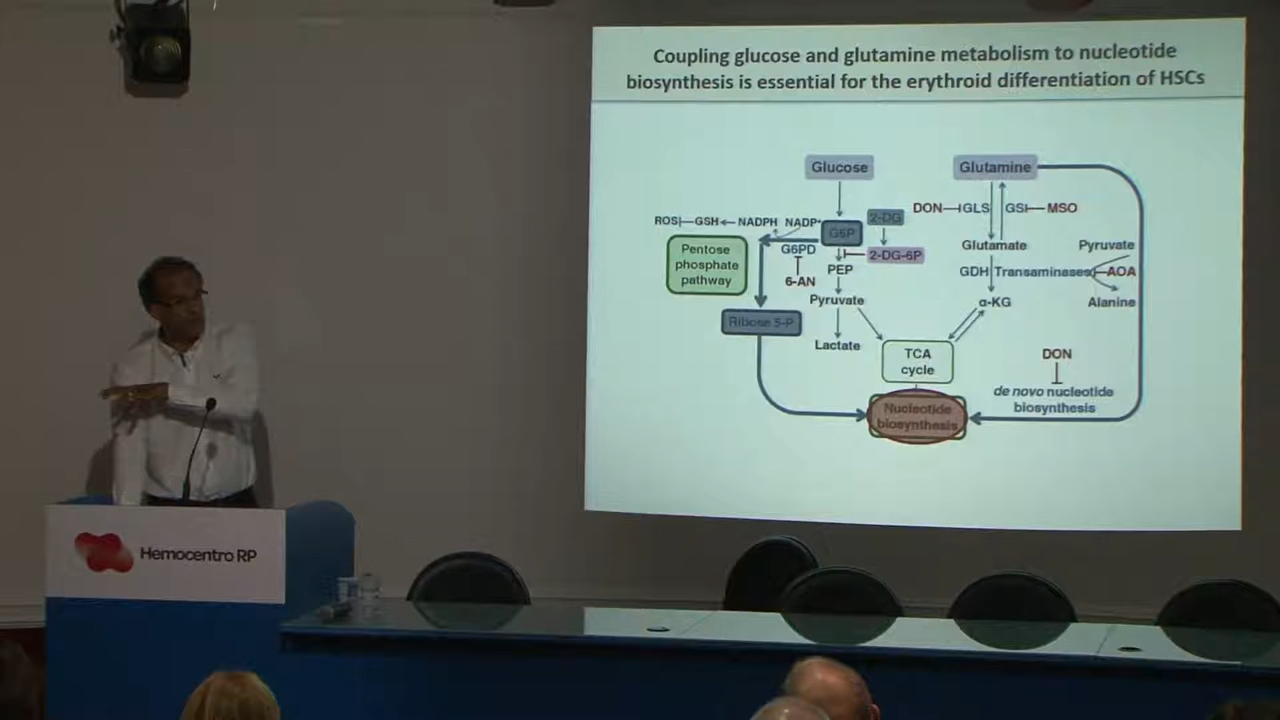 Coupling glucose and glutamine metabolism to nucleotide
biosynthesis is essential for the erythroid differentiation of HSCs
Glucose
Glutamine
DON
GLS
GS
MSO
ROS
GSH
NADPH
NADP+
2-DG
G6P
Pentose
phosphate
pathway
G6PD
6-AN
2-DG-6P
PEP
Glutamate
Pyruvate
GDH
Transaminases
AOA
Pyruvate
α-KG
Alanine
Ribose 5-P
Lactate
TCA
cycle
DON
de novo nucleotide
biosynthesis
Nucleotide
biosynthesis
Hemocentro RP